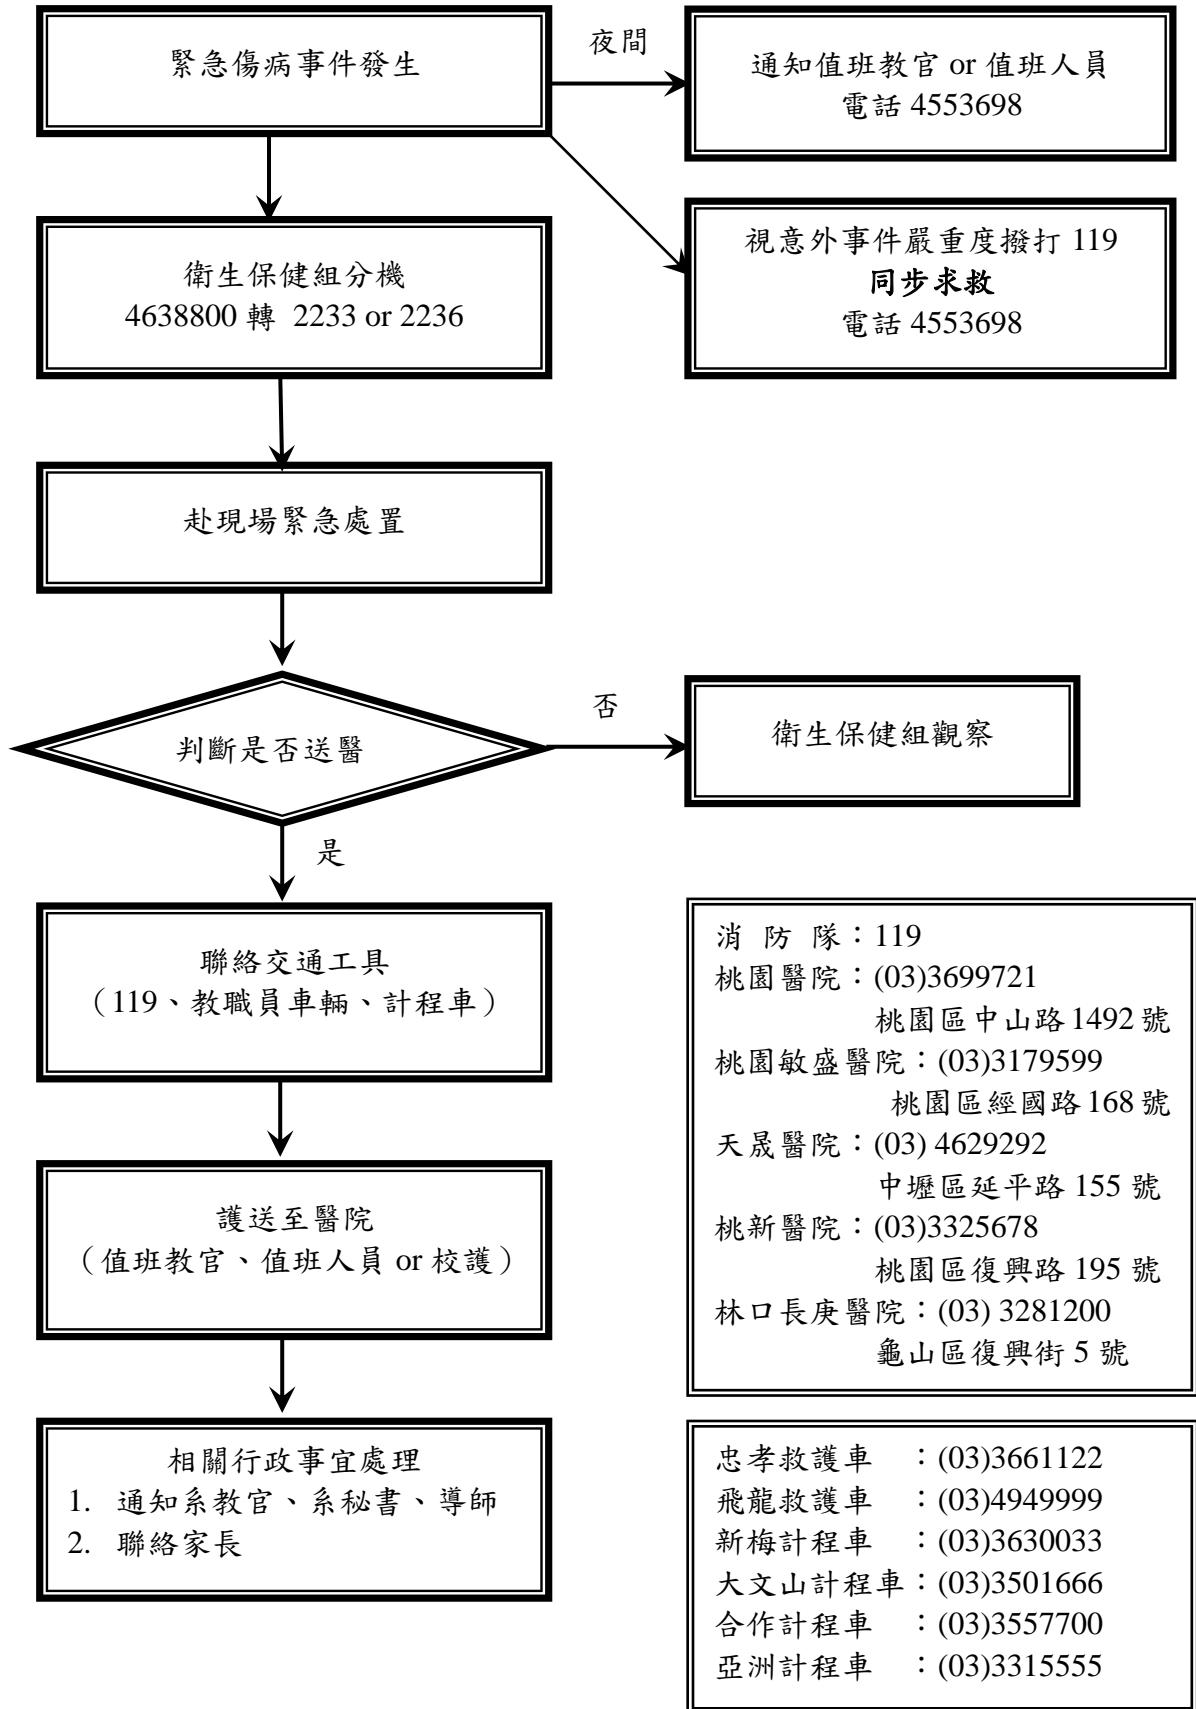 緊急傷病事件發生
夜間
通知值班教官 or 值班人員
電話 4553698
視意外事件嚴重度撥打 119
同步求救
電話 4553698
衛生保健組分機
4638800 轉 2233 or 2236
赴現場緊急處置
判斷是否送醫
否
衛生保健組觀察
是
聯絡交通工具
（119、教職員車輛、計程車）
護送至醫院
（值班教官、值班人員 or 校護）
相關行政事宜處理
1. 通知系教官、系秘書、導師
2. 聯絡家長
消 防 隊：119
桃園醫院：(03)3699721
桃園區中山路 1492 號
桃園敏盛醫院：(03)3179599
桃園區經國路 168 號
天晟醫院：(03) 4629292
中壢區延平路 155 號
桃新醫院：(03)3325678
桃園區復興路 195 號
林口長庚醫院：(03) 3281200
龜山區復興街 5 號
忠孝救護車 ：(03)3661122
飛龍救護車 ：(03)4949999
新梅計程車 ：(03)3630033
大文山計程車：(03)3501666
合作計程車 ：(03)3557700
亞洲計程車 ：(03)3315555